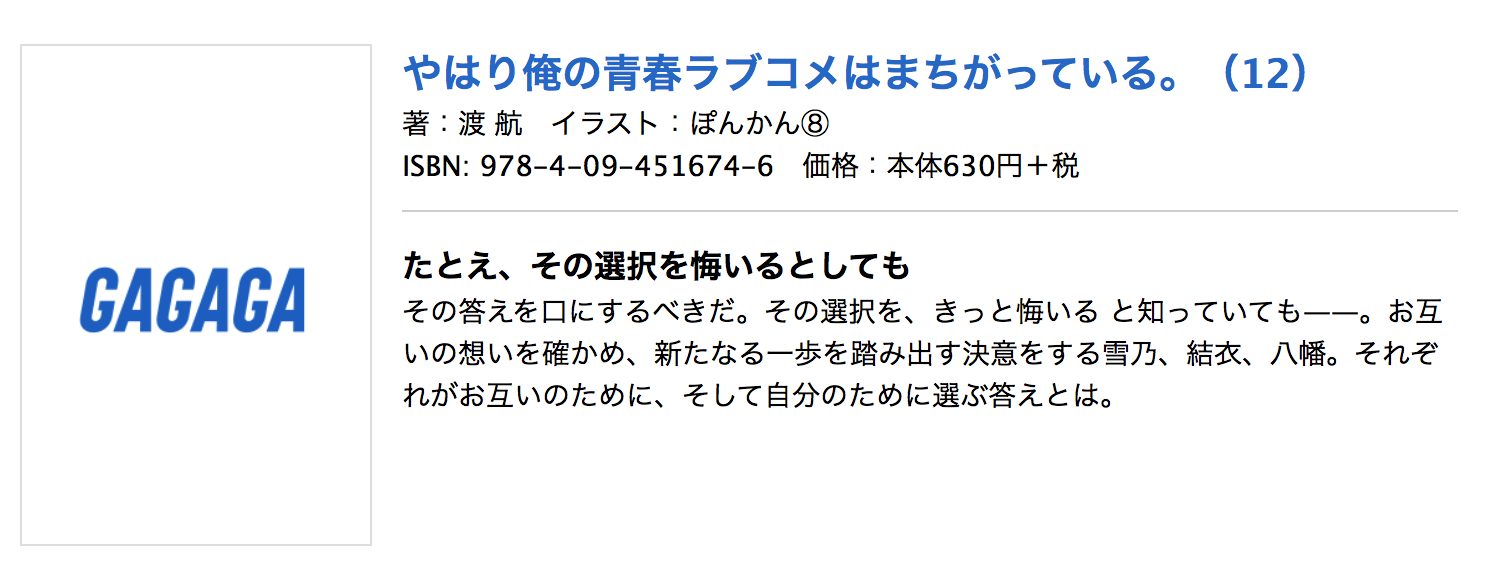 GAGAGA
やはり俺の青春ラブコメはまちがっている。（12）
著：渡 航　イラスト：ぽんかん⑧
ISBN: 978-4-09-451674-6　価格：本体630円＋税
たとえ、その選択を悔いるとしても
その答えを口にするべきだ。その選択を、きっと悔いる と知っていても——。お互
いの想いを確かめ、新たなる一歩を踏み出す決意をする雪乃、結衣、八幡。それぞ
れがお互いのために、そして自分のために選ぶ答えとは。